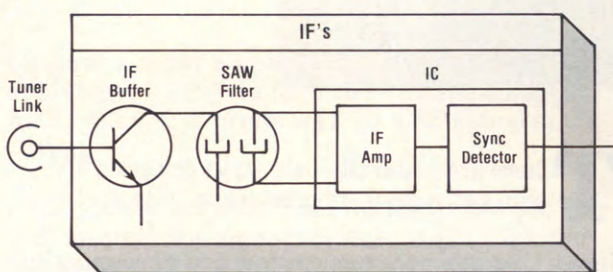 IF's
Tuner
Link
IF
Buffer
SAW
Filter
IC
IF
Amp
Sync
Detector